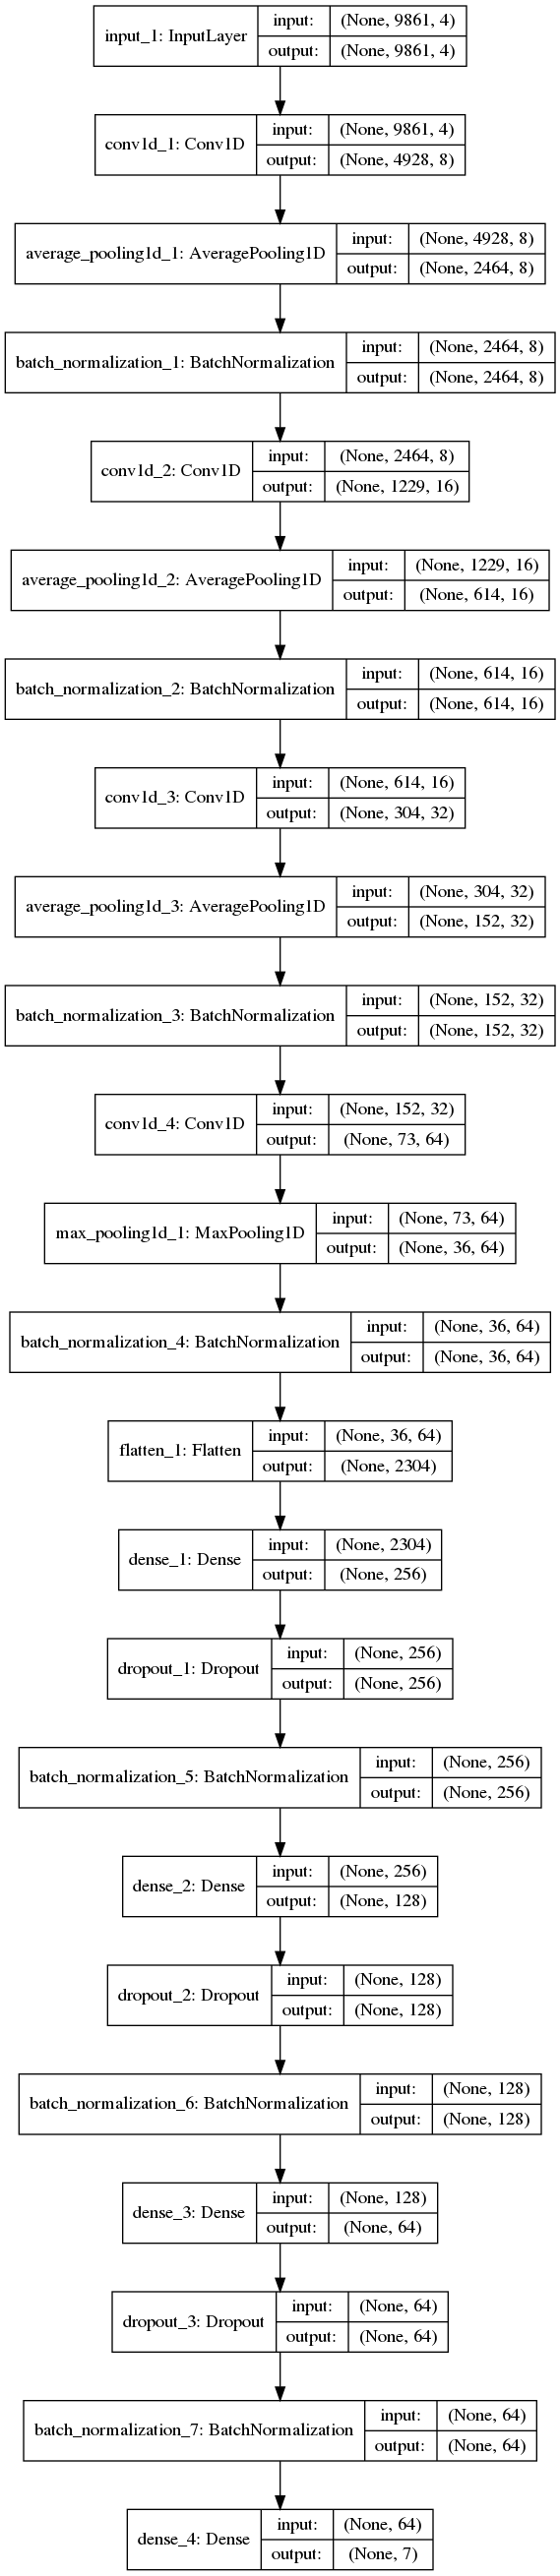 input_1: InputLayer
input: (None, 9861, 4)
output: (None, 9861, 4)
conv1d_1: Conv1D
input: (None, 9861, 4)
output: (None, 4928, 8)
average_pooling1d_1: AveragePooling1D
input: (None, 4928, 8)
output: (None, 2464, 8)
batch_normalization_1: BatchNormalization
input: (None, 2464, 8)
output: (None, 2464, 8)
conv1d_2: Conv1D
input: (None, 2464, 8)
output: (None, 1229, 16)
average_pooling1d_2: AveragePooling1D
input: (None, 1229, 16)
output: (None, 614, 16)
batch_normalization_2: BatchNormalization
input: (None, 614, 16)
output: (None, 614, 16)
conv1d_3: Conv1D
input: (None, 614, 16)
output: (None, 304, 32)
average_pooling1d_3: AveragePooling1D
input: (None, 304, 32)
output: (None, 152, 32)
batch_normalization_3: BatchNormalization
input: (None, 152, 32)
output: (None, 152, 32)
conv1d_4: Conv1D
input: (None, 152, 32)
output: (None, 73, 64)
max_pooling1d_1: MaxPooling1D
input: (None, 73, 64)
output: (None, 36, 64)
batch_normalization_4: BatchNormalization
input: (None, 36, 64)
output: (None, 36, 64)
flatten_1: Flatten
input: (None, 36, 64)
output: (None, 2304)
dense_1: Dense
input: (None, 2304)
output: (None, 256)
dropout_1: Dropout
input: (None, 256)
output: (None, 256)
batch_normalization_5: BatchNormalization
input: (None, 256)
output: (None, 256)
dense_2: Dense
input: (None, 256)
output: (None, 128)
dropout_2: Dropout
input: (None, 128)
output: (None, 128)
batch_normalization_6: BatchNormalization
input: (None, 128)
output: (None, 128)
dense_3: Dense
input: (None, 128)
output: (None, 64)
dropout_3: Dropout
input: (None, 64)
output: (None, 64)
batch_normalization_7: BatchNormalization
input: (None, 64)
output: (None, 64)
dense_4: Dense
input: (None, 64)
output: (None, 7)